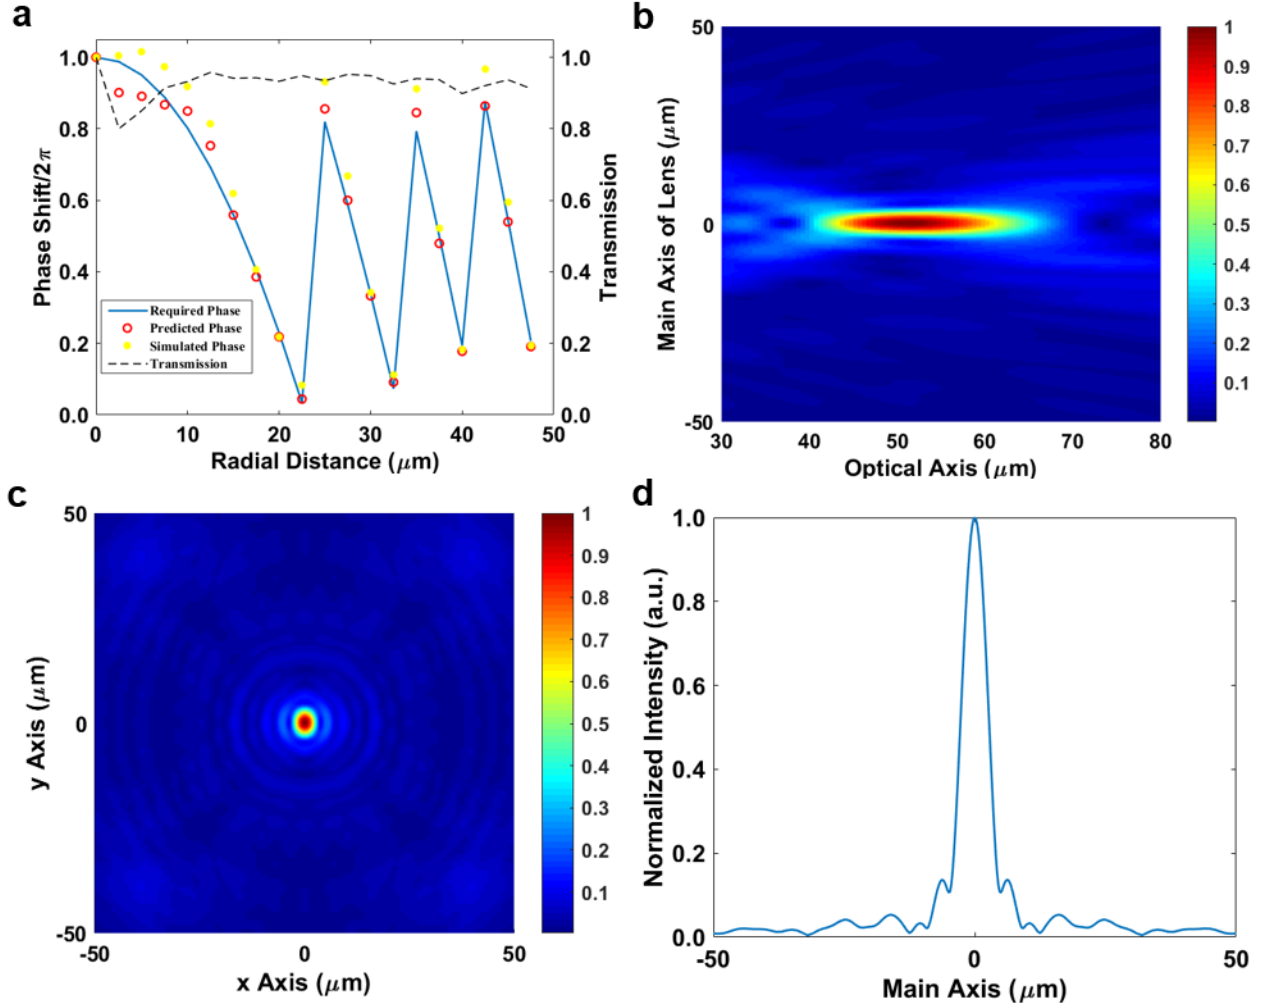 a
1.0
0.8
0.6
0.4
0.2
0.0
Phase Shift/2π
1.0
0.8
0.6
0.4
0.2
0.0
Transmission
Required Phase
Predicted Phase
Simulated Phase
Transmission
0 10 20 30 40 50
Radial Distance (μm)
b
50
0
-50
Main Axis of Lens (μm)
30 40 50 60 70 80
Optical Axis (μm)
1
0.9
0.8
0.7
0.6
0.5
0.4
0.3
0.2
0.1
c
50
0
-50
y Axis (μm)
-50 0 50
x Axis (μm)
1
0.9
0.8
0.7
0.6
0.5
0.4
0.3
0.2
0.1
d
1.0
0.8
0.6
0.4
0.2
0.0
Normalized Intensity (a.u.)
-50 0 50
Main Axis (μm)